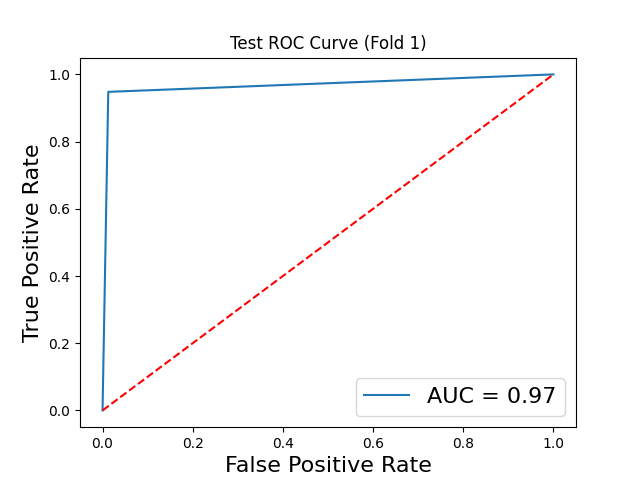 Test ROC Curve (Fold 1)
1.0
0.8
0.6
0.4
0.2
0.0
True Positive Rate
AUC = 0.97
0.0 0.2 0.4 0.6 0.8 1.0
False Positive Rate